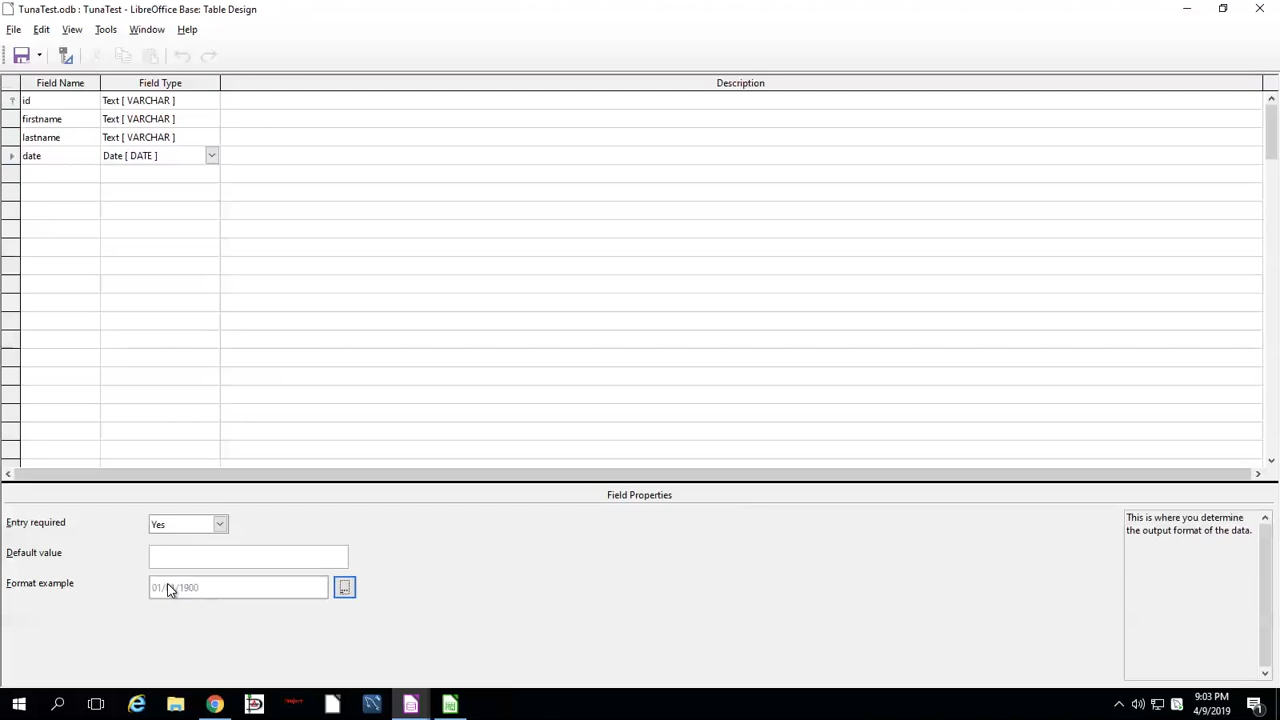 TunaTest.odb : TunaTest - LibreOffice Base: Table Design
File Edit View Tools Window Help
Field Name Field Type Description
id Text [ VARCHAR ]
firstname Text [ VARCHAR ]
lastname Text [ VARCHAR ]
date Date [ DATE ]
Field Properties
Entry required Yes
Default value
Format example
This is where you determine
the output format of the data.
9:03 PM
4/9/2019